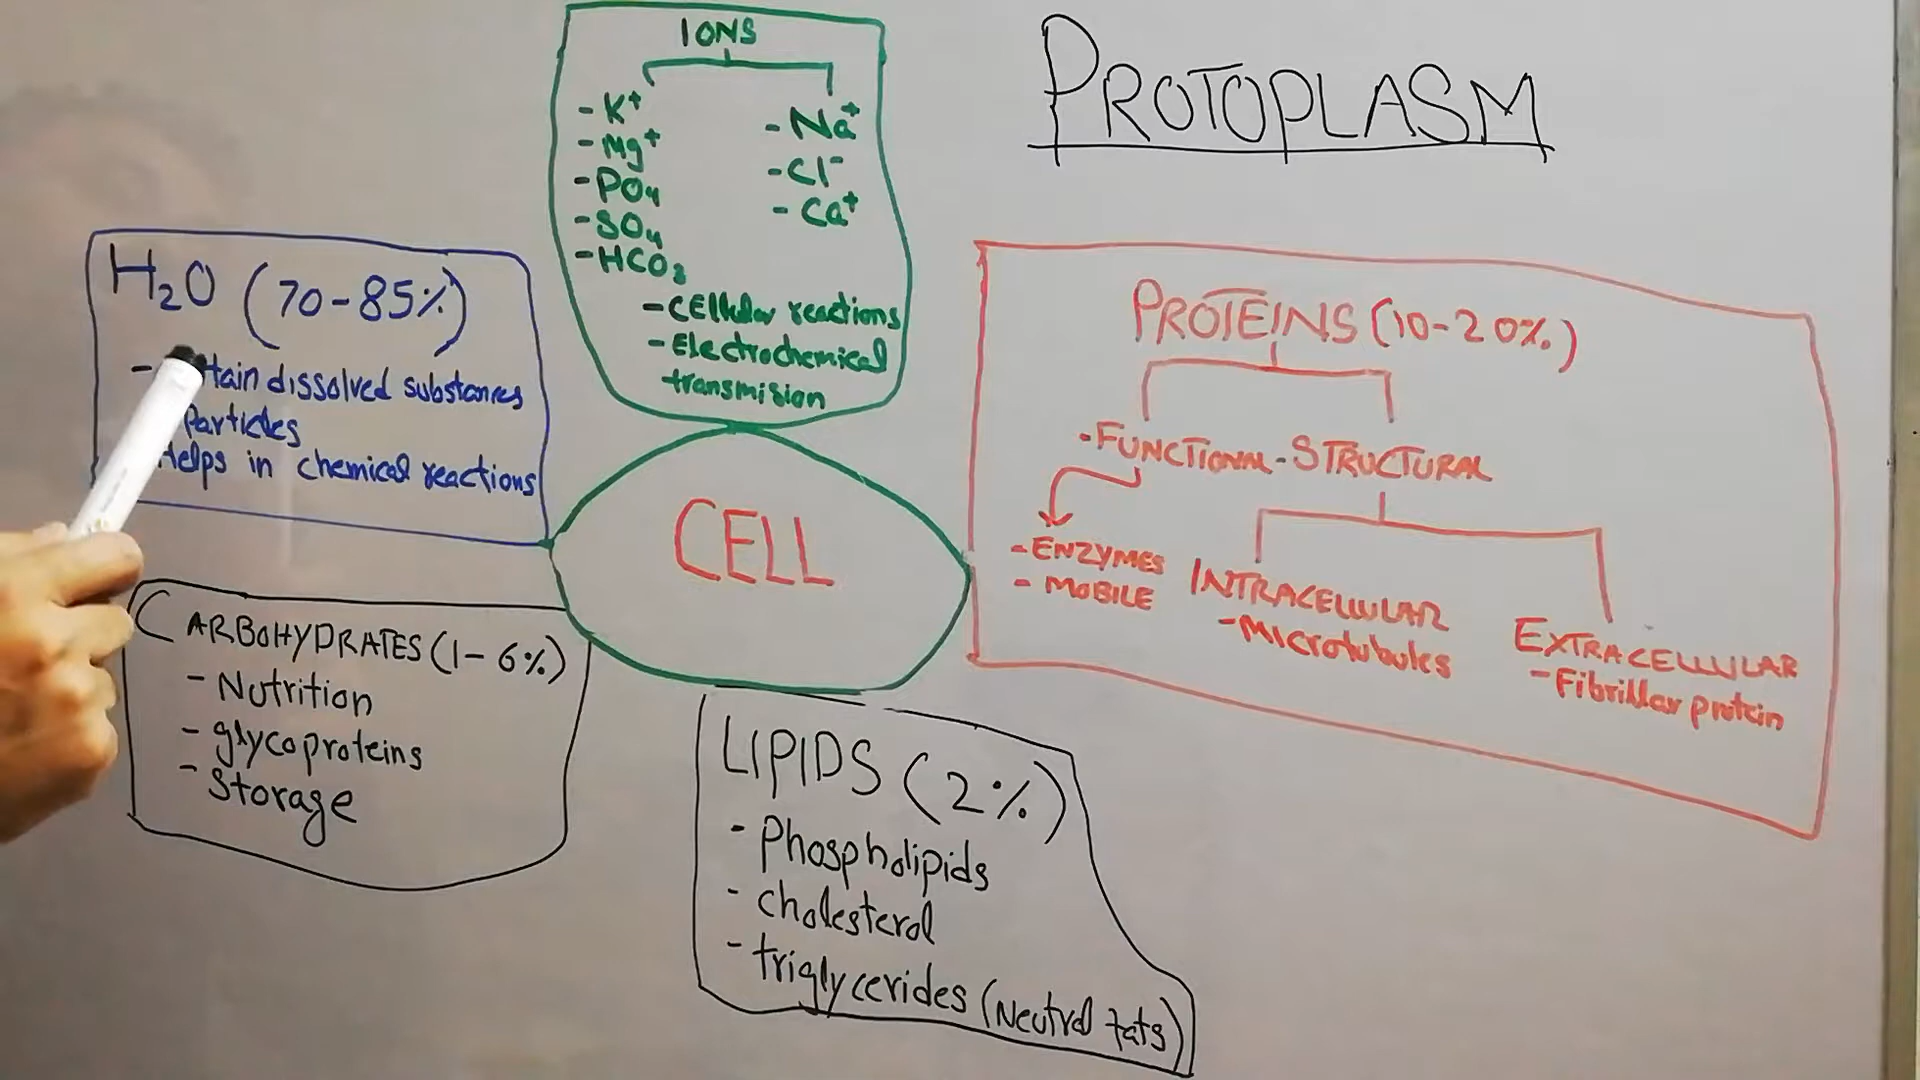 PROTOPLASM
IONS
- K+
- Mg+
- PO4
- SO4
- HCO3
- Na+
- Cl-
- Ca+
- CEllular reactions
- Electrochemical
transmision
H2O (70-85%)
- tain dissolved substances
Particles
Helps in chemical reactions
CELL
PROTEINS (10-20%)
- FUNCTIONAL - STRUCTURAL
- ENZYMES
- MOBILE
INTRACELLULAR
- Microtubules
EXTRACELLULAR
- Fibrillar protein
CARBOHYDRATES (1-6%)
- Nutrition
- glycoproteins
- Storage
LIPIDS (2%)
- Phospholipids
- cholesterol
- triglycerides (Neutral fats)